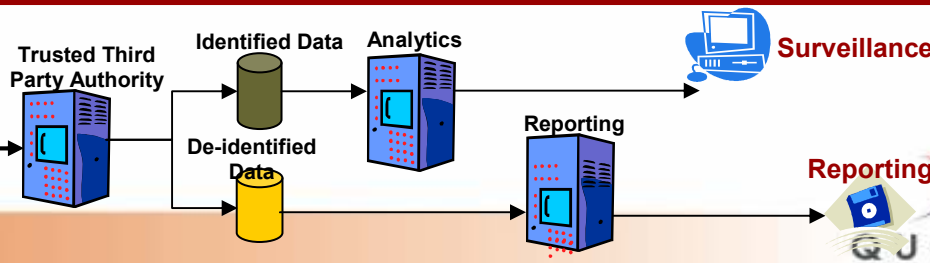 Trusted Third
Party Authority
Identified Data
Analytics
Surveillance
De-identified
Data
Reporting
Reporting
Q J